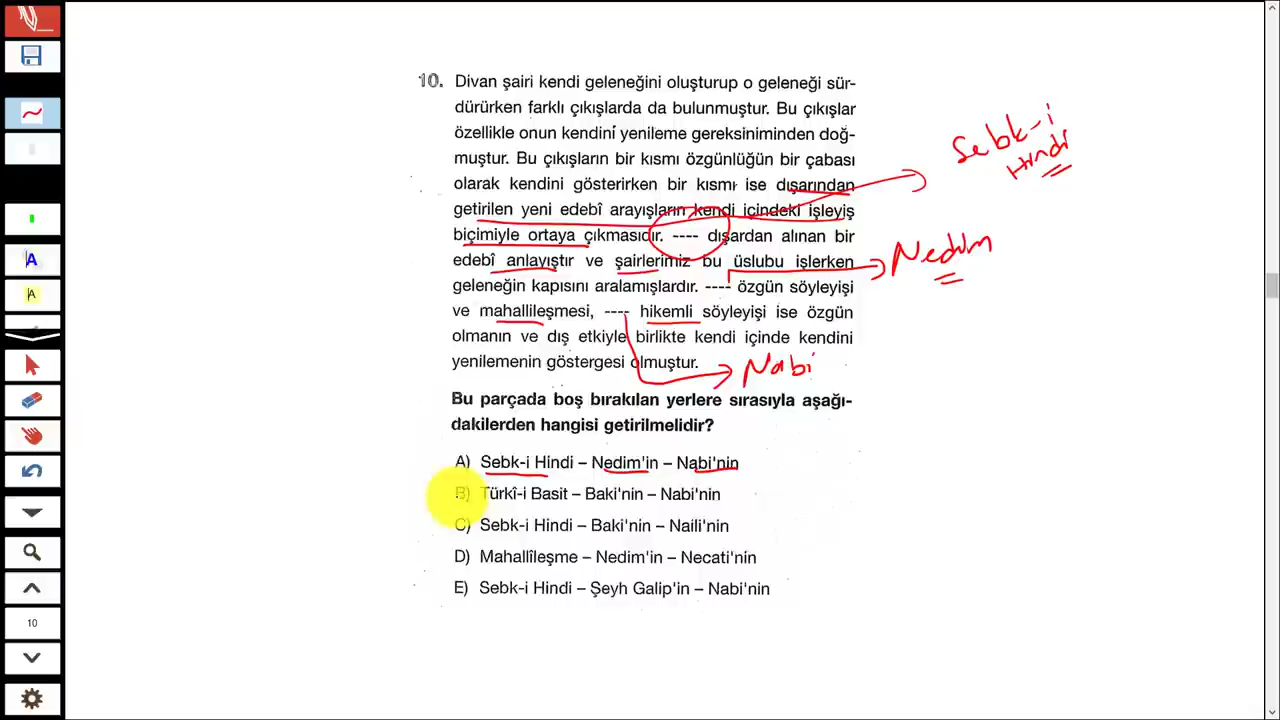 10. Divan şairi kendi geleneğini oluşturup o geleneği sür-
dürürken farklı çıkışlarda da bulunmuştur. Bu çıkışlar
özellikle onun kendini yenileme gereksiniminden doğ-
muştur. Bu çıkışların bir kısmı özgünlüğün bir çabası
olarak kendini gösterirken bir kısmı ise dışarından
getirilen yeni edebî arayışların kendi içindeki işleyiş
biçimiyle ortaya çıkmasıdır. ---- dışardan alınan bir
edebî anlayıştır ve şairlerimiz bu üslubu işlerken
geleneğin kapısını aralamışlardır. ---- özgün söyleyişi
ve mahallileşmesi, ---- hikemli söyleyişi ise özgün
olmanın ve dış etkiyle birlikte kendi içinde kendini
yenilemenin göstergesi olmuştur.
Sebk-i
Hindi
Nedim
Nabi
Bu parçada boş bırakılan yerlere sırasıyla aşağı-
dakilerden hangisi getirilmelidir?
A) Sebk-i Hindi – Nedim'in – Nabi'nin
B) Türkî-i Basit – Baki'nin – Nabi'nin
C) Sebk-i Hindi – Baki'nin – Naili'nin
D) Mahallîleşme – Nedim'in – Necati'nin
E) Sebk-i Hindi – Şeyh Galip'in – Nabi'nin
A
A
10